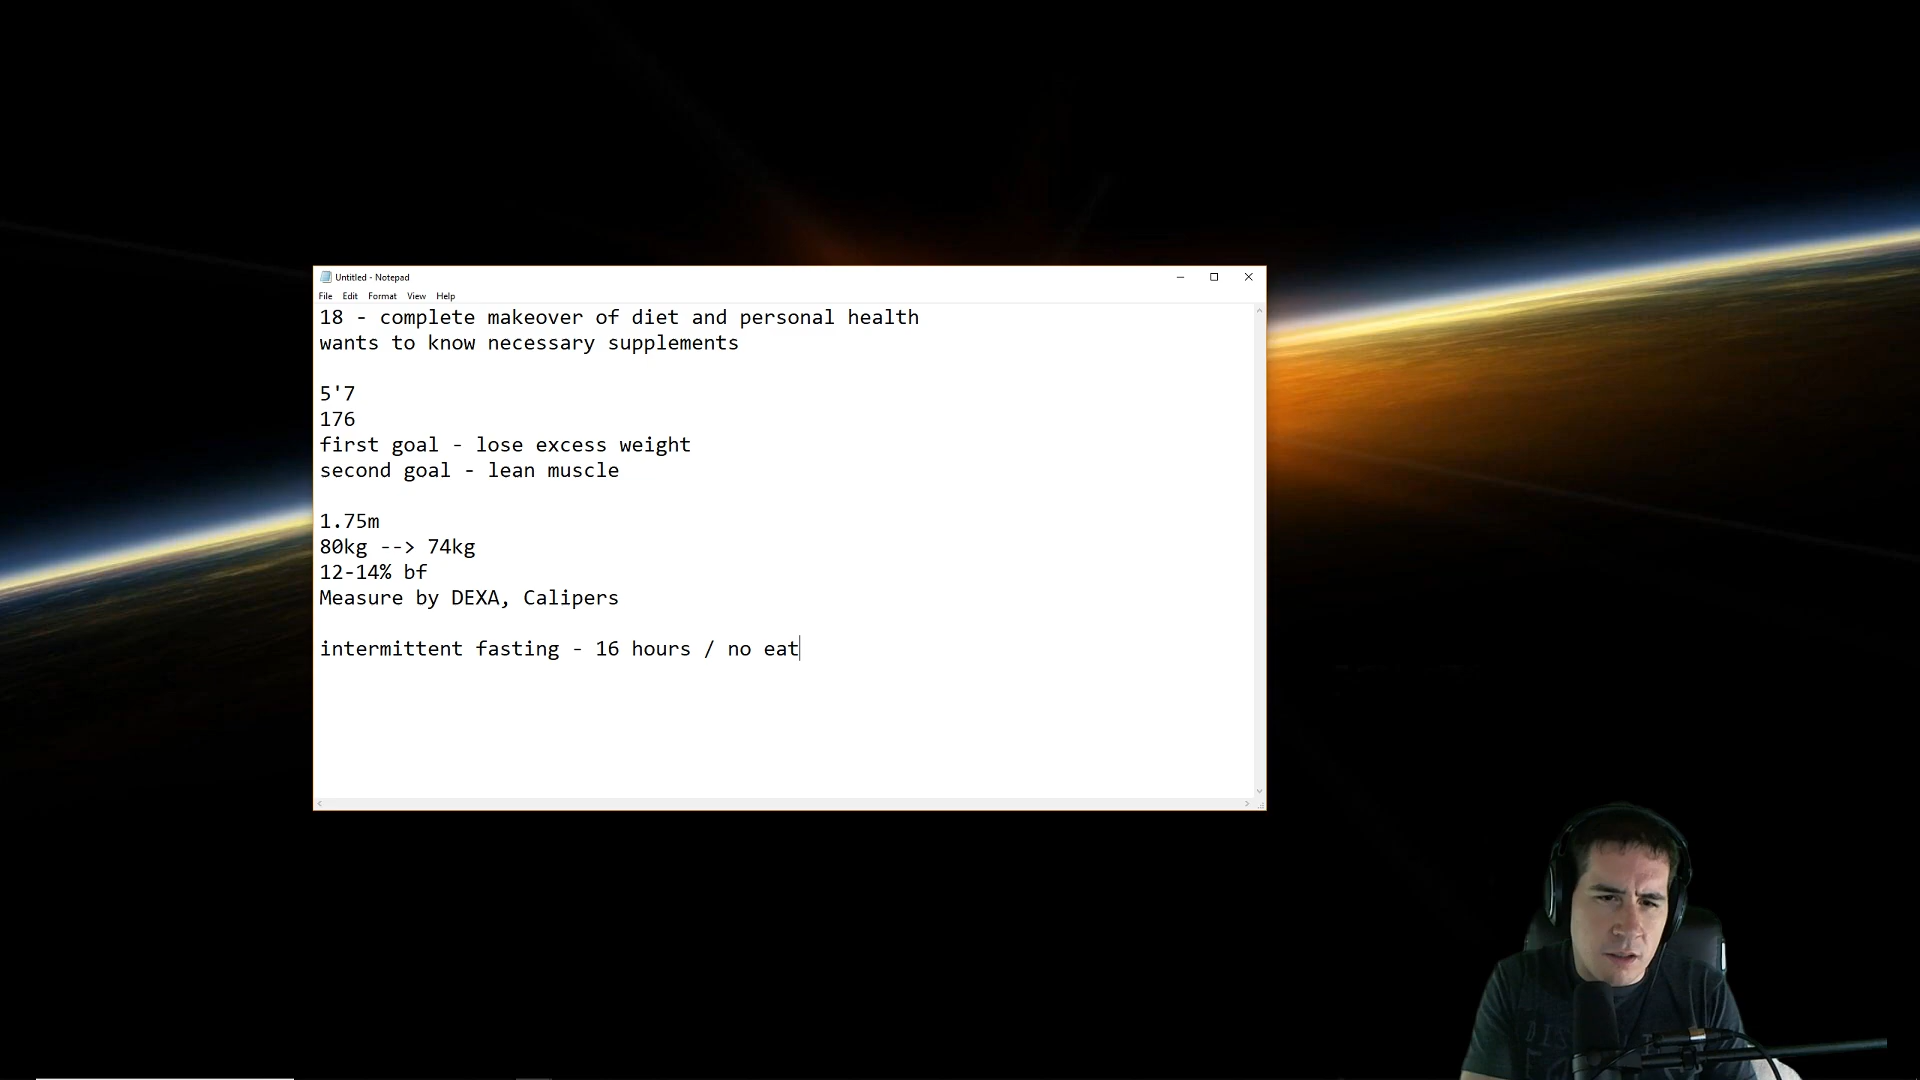 Untitled - Notepad
File Edit Format View Help
18 - complete makeover of diet and personal health
wants to know necessary supplements
5'7
176
first goal - lose excess weight
second goal - lean muscle
1.75m
80kg --> 74kg
12-14% bf
Measure by DEXA, Calipers
intermittent fasting - 16 hours / no eat